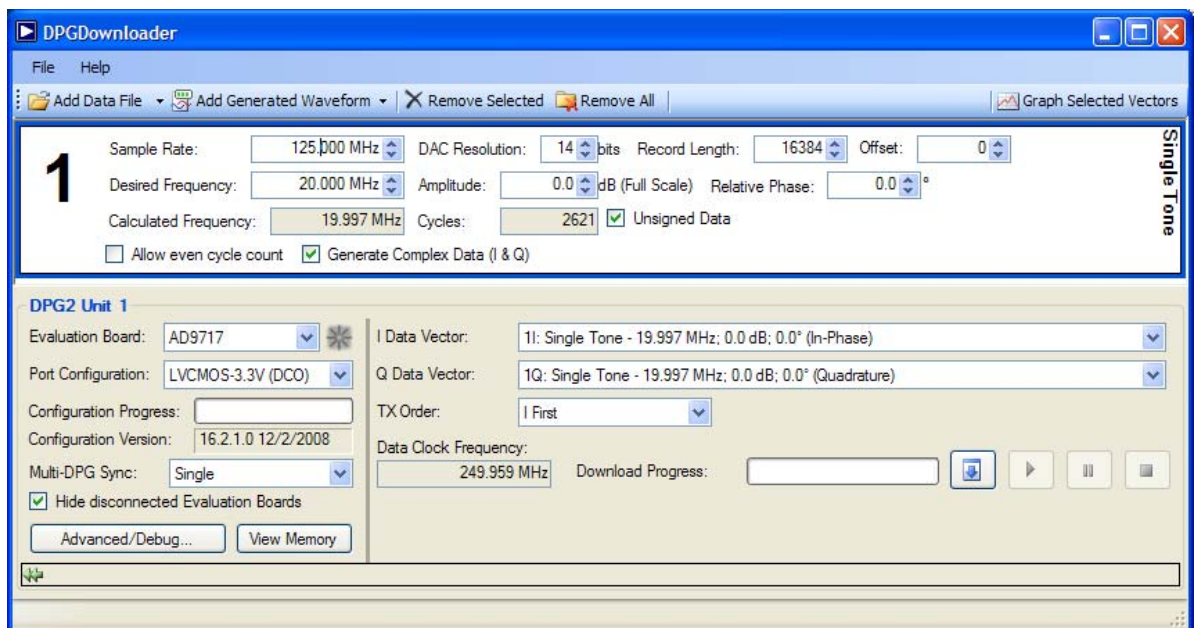 DPGDownloader
File Help
Add Data File Add Generated Waveform Remove Selected Remove All Graph Selected Vectors
1
Sample Rate: 125.000 MHz DAC Resolution: 14 bits Record Length: 16384 Offset: 0
Desired Frequency: 20.000 MHz Amplitude: 0.0 dB (Full Scale) Relative Phase: 0.0 °
Calculated Frequency: 19.997 MHz Cycles: 2621 Unsigned Data
Allow even cycle count Generate Complex Data (I & Q)
Single Tone
DPG2 Unit 1
Evaluation Board: AD9717
Port Configuration: LVCMOS-3.3V (DCO)
Configuration Progress:
Configuration Version: 16.2.1.0 12/2/2008
Multi-DPG Sync: Single
Hide disconnected Evaluation Boards
Advanced/Debug... View Memory
I Data Vector: 1I: Single Tone - 19.997 MHz; 0.0 dB; 0.0° (In-Phase)
Q Data Vector: 1Q: Single Tone - 19.997 MHz; 0.0 dB; 0.0° (Quadrature)
TX Order: I First
Data Clock Frequency:
249.959 MHz Download Progress: